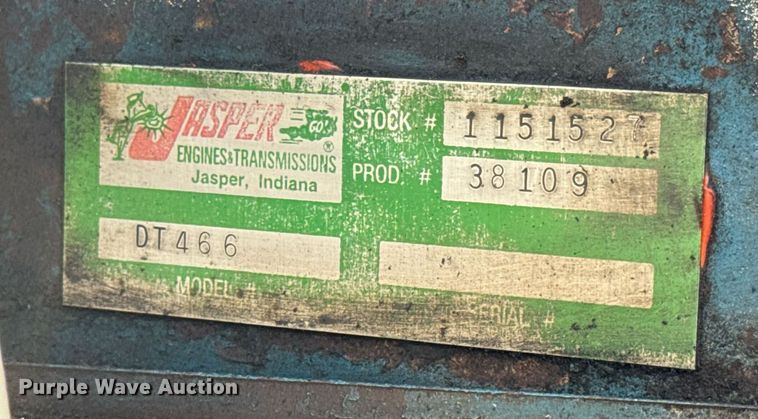 JASPER GO!
ENGINES & TRANSMISSIONS ®
Jasper, Indiana
STOCK # 1151527
PROD. # 38109
DT466
MODEL #
SERIAL #
Purple Wave Auction